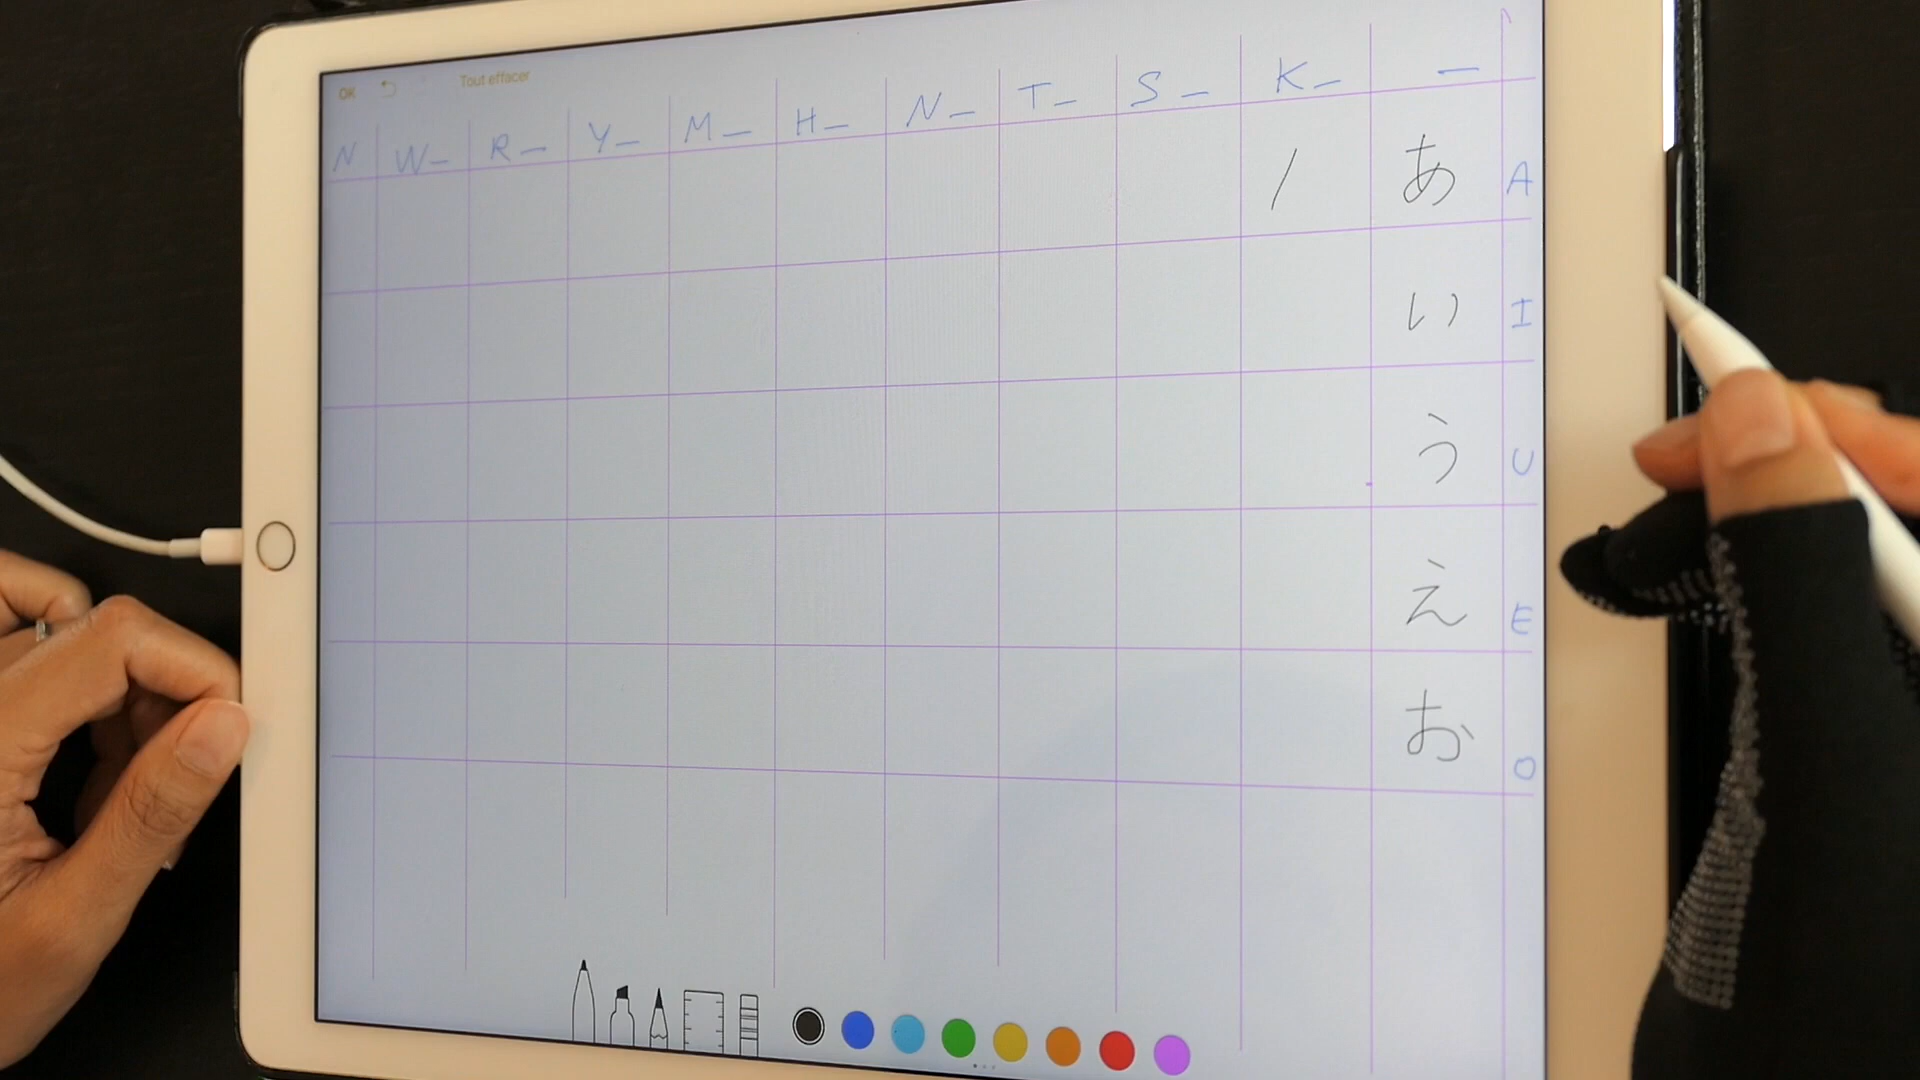 OK Tout effacer
N W_ R_ Y_ M_ H_ N_ T_ S_ K_ _
あ A
い I
う U
え E
お O